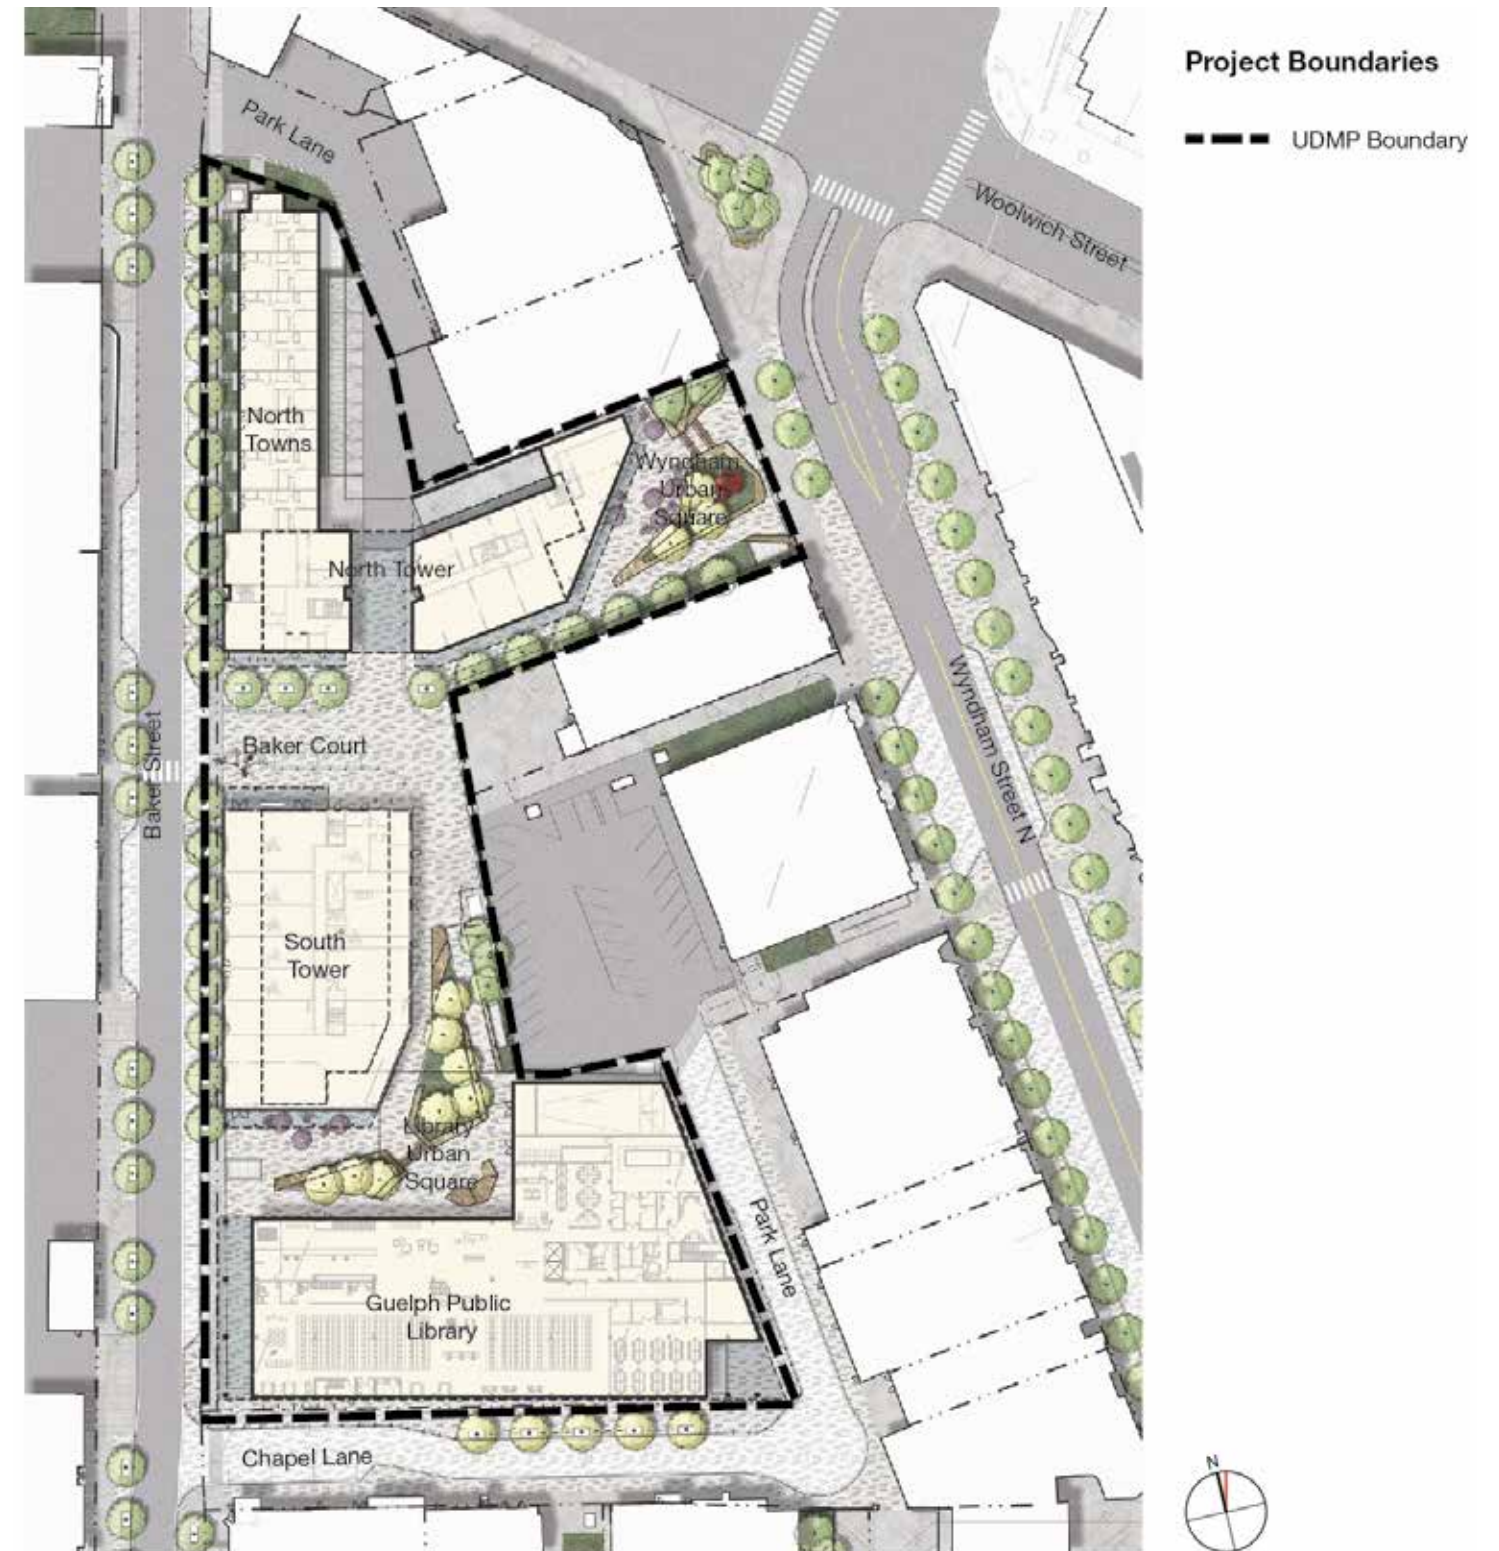 Project Boundaries
UDMP Boundary
Park Lane
Woolwich Street
North
Towns
Wyndham
Urban
Square
North Tower
Baker Court
Baker Street
Wyndham Street N
South
Tower
Library
Urban
Square
Park Lane
Guelph Public
Library
Chapel Lane
N